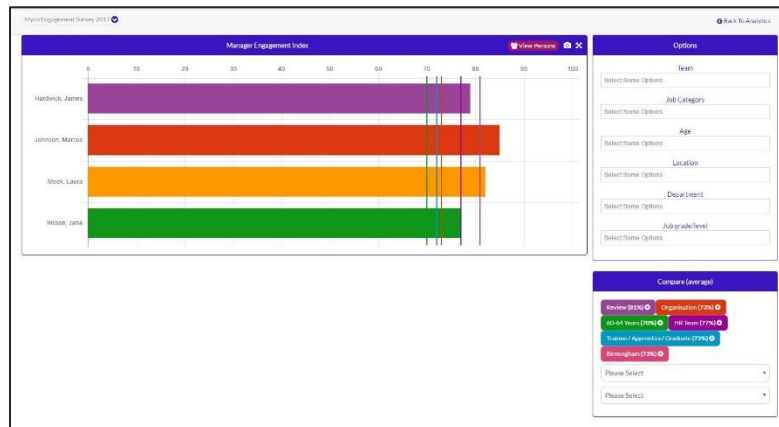 Myco Engagement Survey 2017
Back To Analytics
Manager Engagement Index
View Persons
0 10 20 30 40 50 60 70 80 90 100
Hardwick, James
Johnson, Marcus
Meek, Laura
Wilson, Jane
Options
Team
Select Some Options
Job Category
Select Some Options
Age
Select Some Options
Location
Select Some Options
Department
Select Some Options
Job grade/level
Select Some Options
Compare (average)
Review (81%) Organisation (73%)
60-64 Years (70%) HR Team (77%)
Trainee / Apprentice/ Graduate (72%)
Birmingham (73%)
Please Select
Please Select